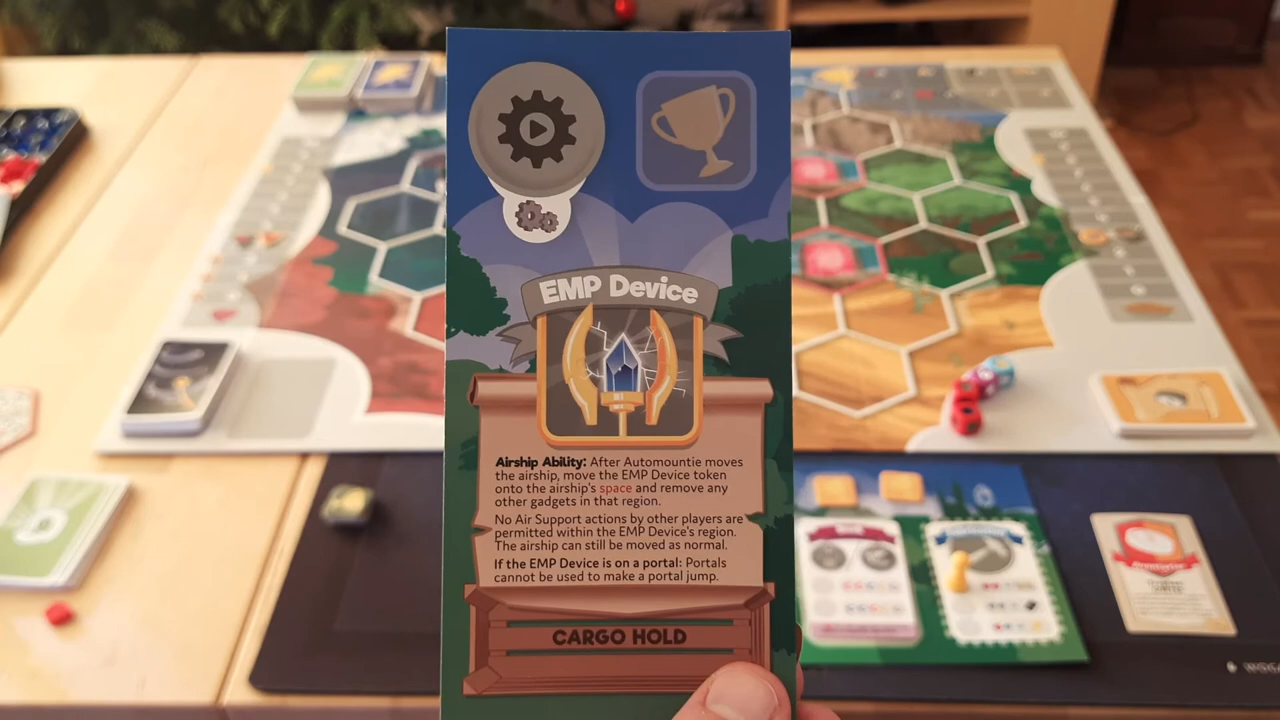 EMP Device
Airship Ability: After Automountie moves
the airship, move the EMP Device token
onto the airship's space and remove any
other gadgets in that region.
No Air Support actions by other players are
permitted within the EMP Device's region.
The airship can still be moved as normal.
If the EMP Device is on a portal: Portals
cannot be used to make a portal jump.
CARGO HOLD